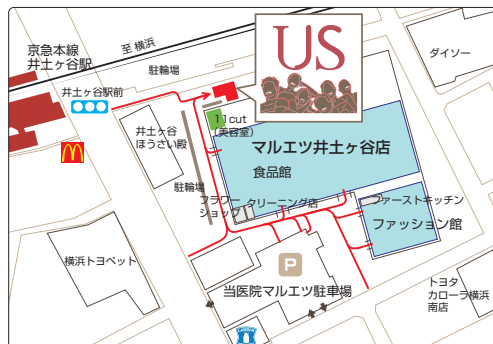 US
京急本線
井土ヶ谷駅
至 横浜
駐輪場
ダイソー
井土ヶ谷駅前
11cut
(美容室)
井土ヶ谷
ほうさい殿
マルエツ井土ヶ谷店
食品館
駐輪場
フラワー
ショップ
クリーニング店
ファーストキッチン
ファッション館
横浜トヨペット
P
当医院マルエツ駐車場
トヨタ
カローラ横浜
南店